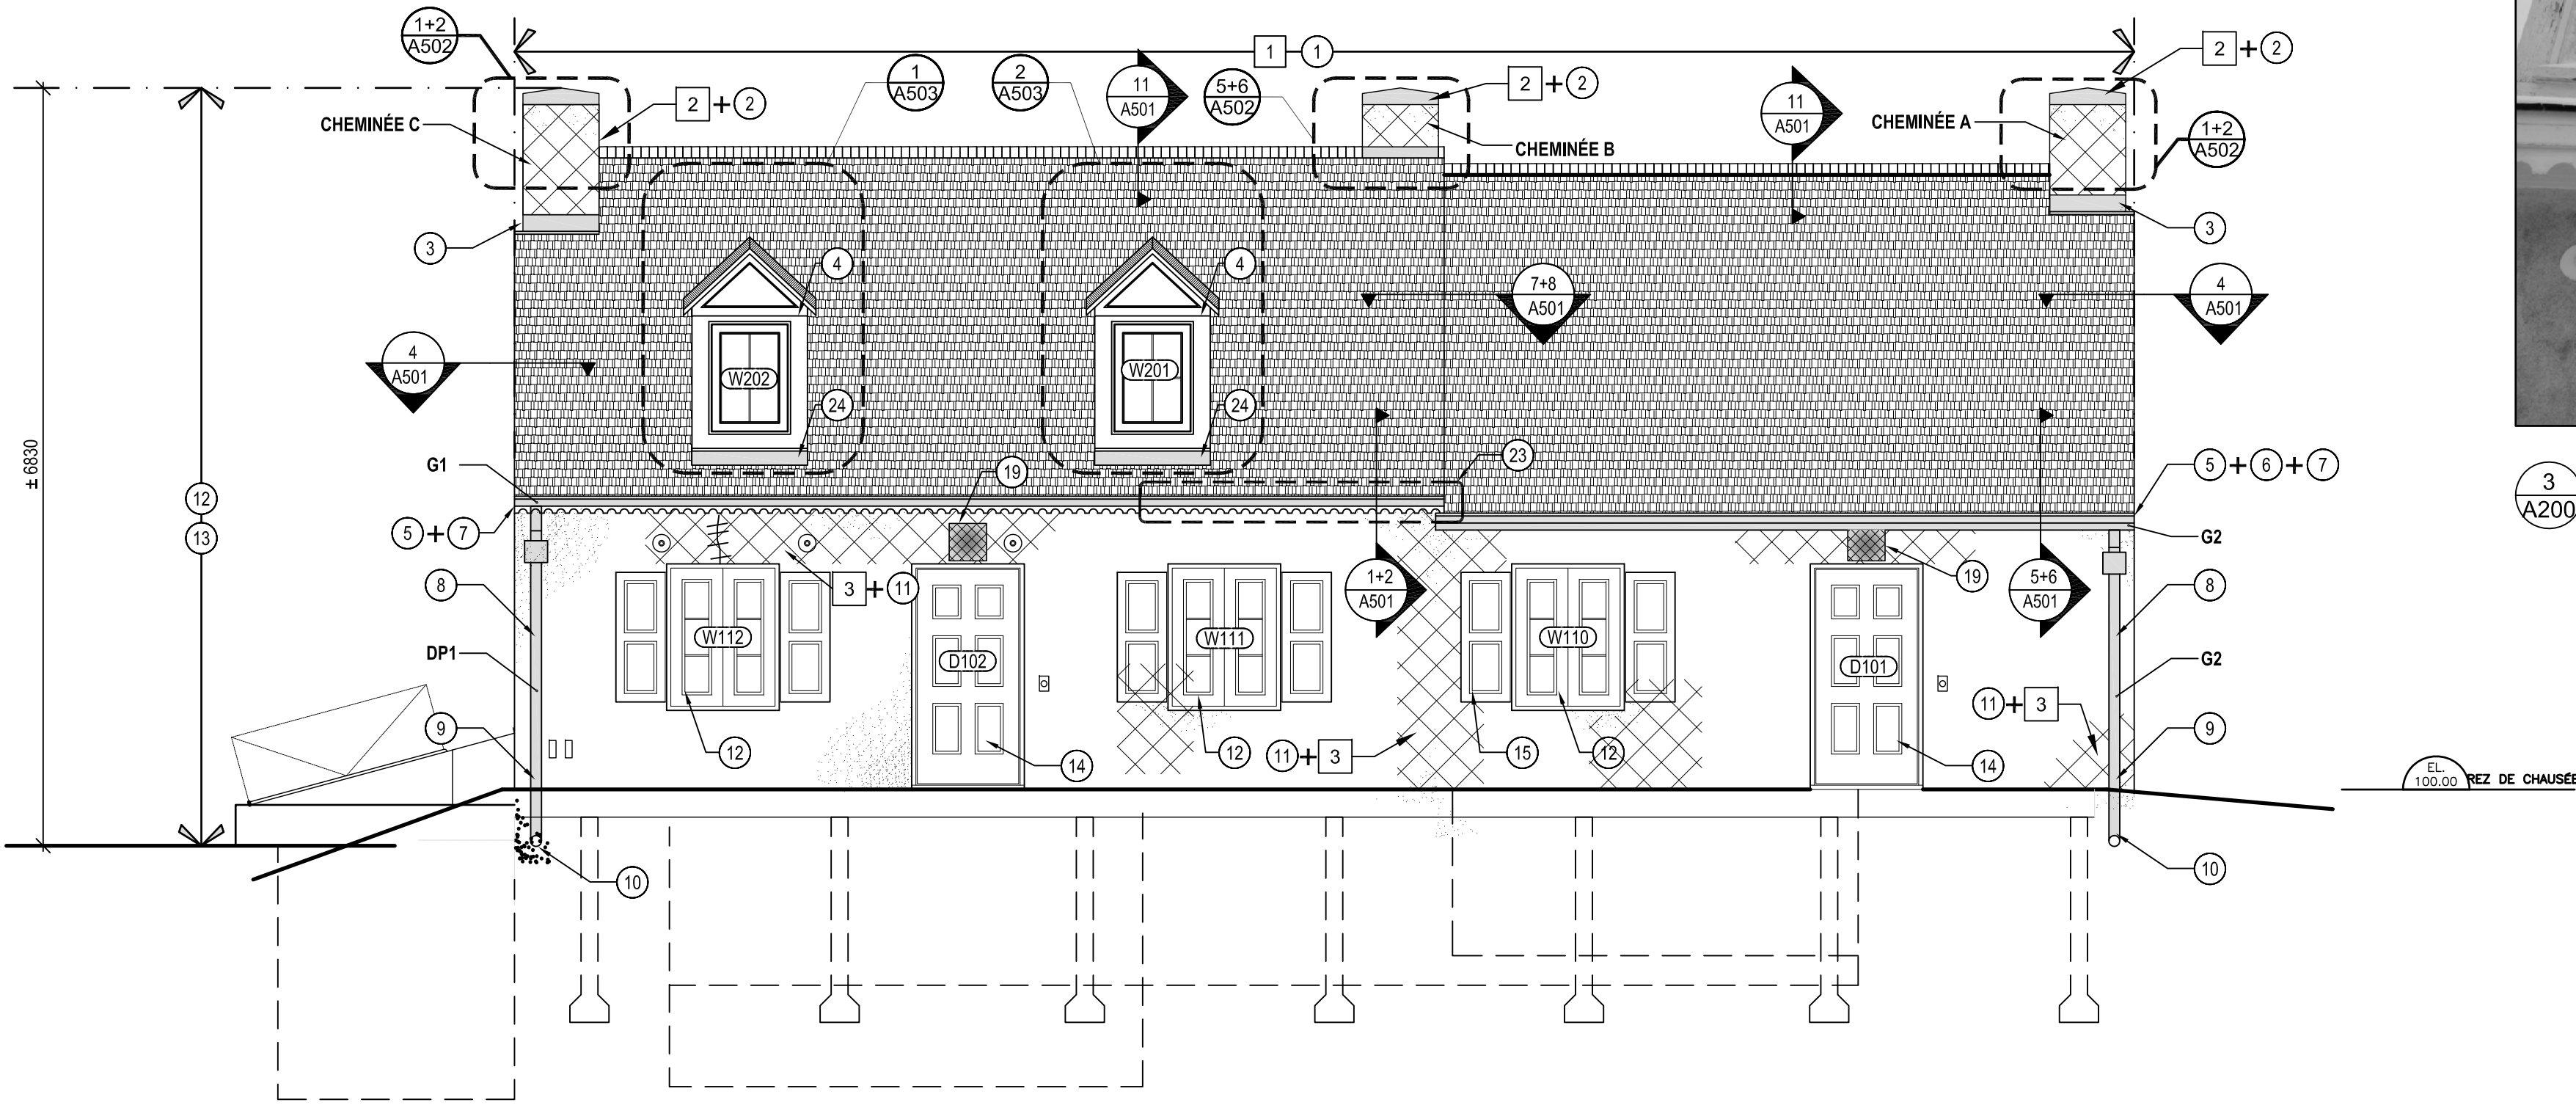 1+2
A502
1
1
2 + 2
CHEMINÉE C
1
A503
2
A503
11
A501
5+6
A502
2 + 2
CHEMINÉE B
11
A501
CHEMINÉE A
2 + 2
1+2
A502
3
3
4
4
7+8
A501
4
A501
4
A501
W202
W201
24
24
± 6830
12
13
G1
19
23
5 + 7
5 + 6 + 7
3
A200
G2
8
3 + 11
1+2
A501
19
5+6
A501
8
W112
D102
W111
W110
D101
DP1
G2
9
12
14
12
11 + 3
15
12
11 + 3
14
9
EL.
100.00
REZ DE CHAUSÉE
10
10